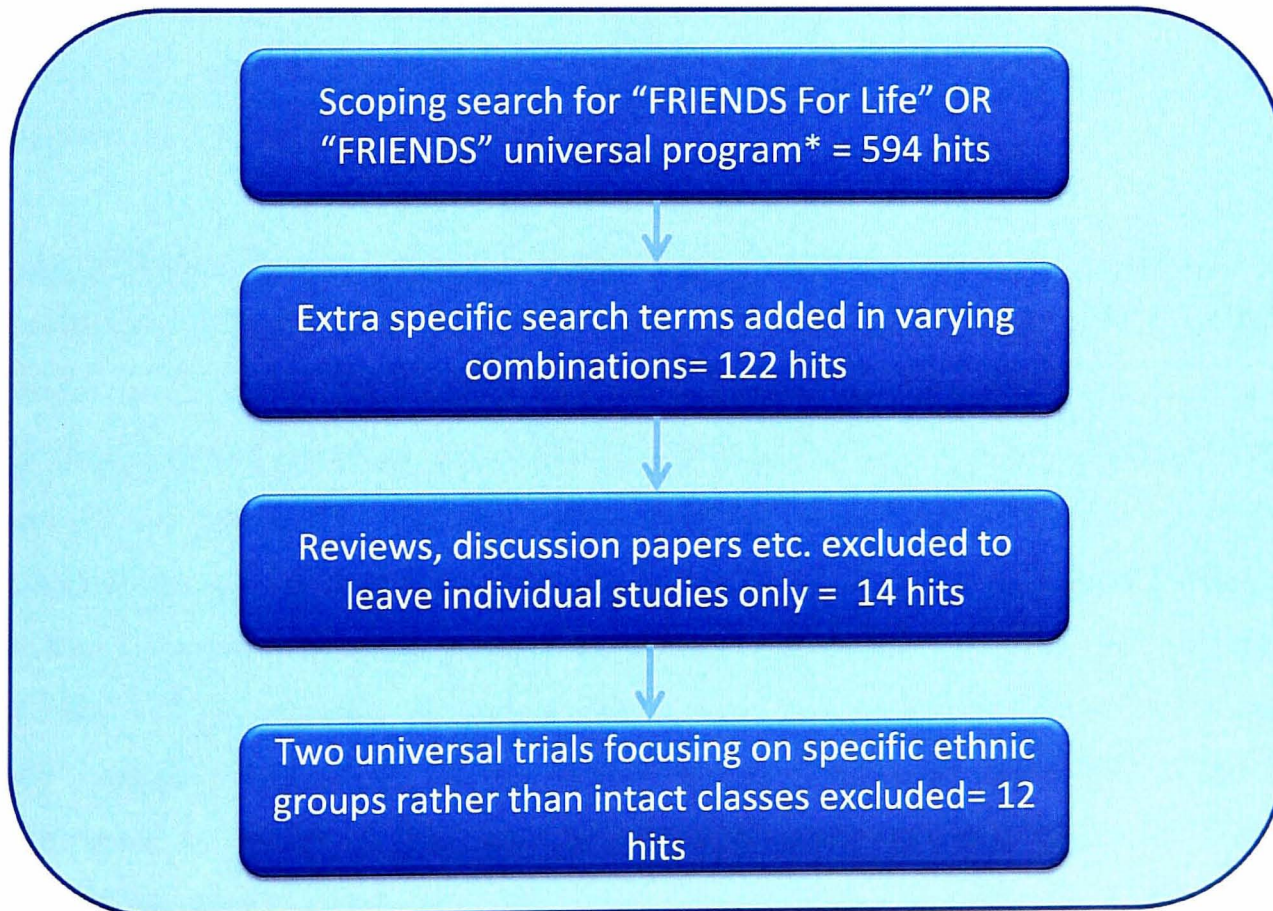 Scoping search for “FRIENDS For Life” OR
“FRIENDS” universal program* = 594 hits
Extra specific search terms added in varying
combinations= 122 hits
Reviews, discussion papers etc. excluded to
leave individual studies only =  14 hits
Two universal trials focusing on specific ethnic
groups rather than intact classes excluded= 12
hits